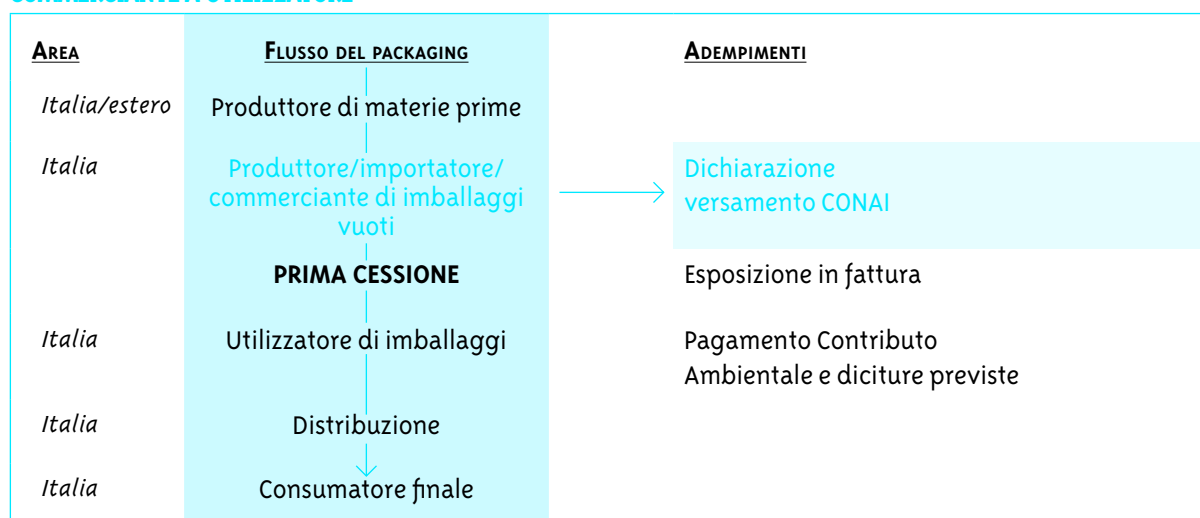 AREA FLUSSO DEL PACKAGING ADEMPIMENTI
Italia/estero Produttore di materie prime
Italia Produttore/importatore/ Dichiarazione
commerciante di imballaggi versamento CONAI
vuoti
PRIMA CESSIONE Esposizione in fattura
Italia Utilizzatore di imballaggi Pagamento Contributo
Ambientale e diciture previste
Italia Distribuzione
Italia Consumatore finale